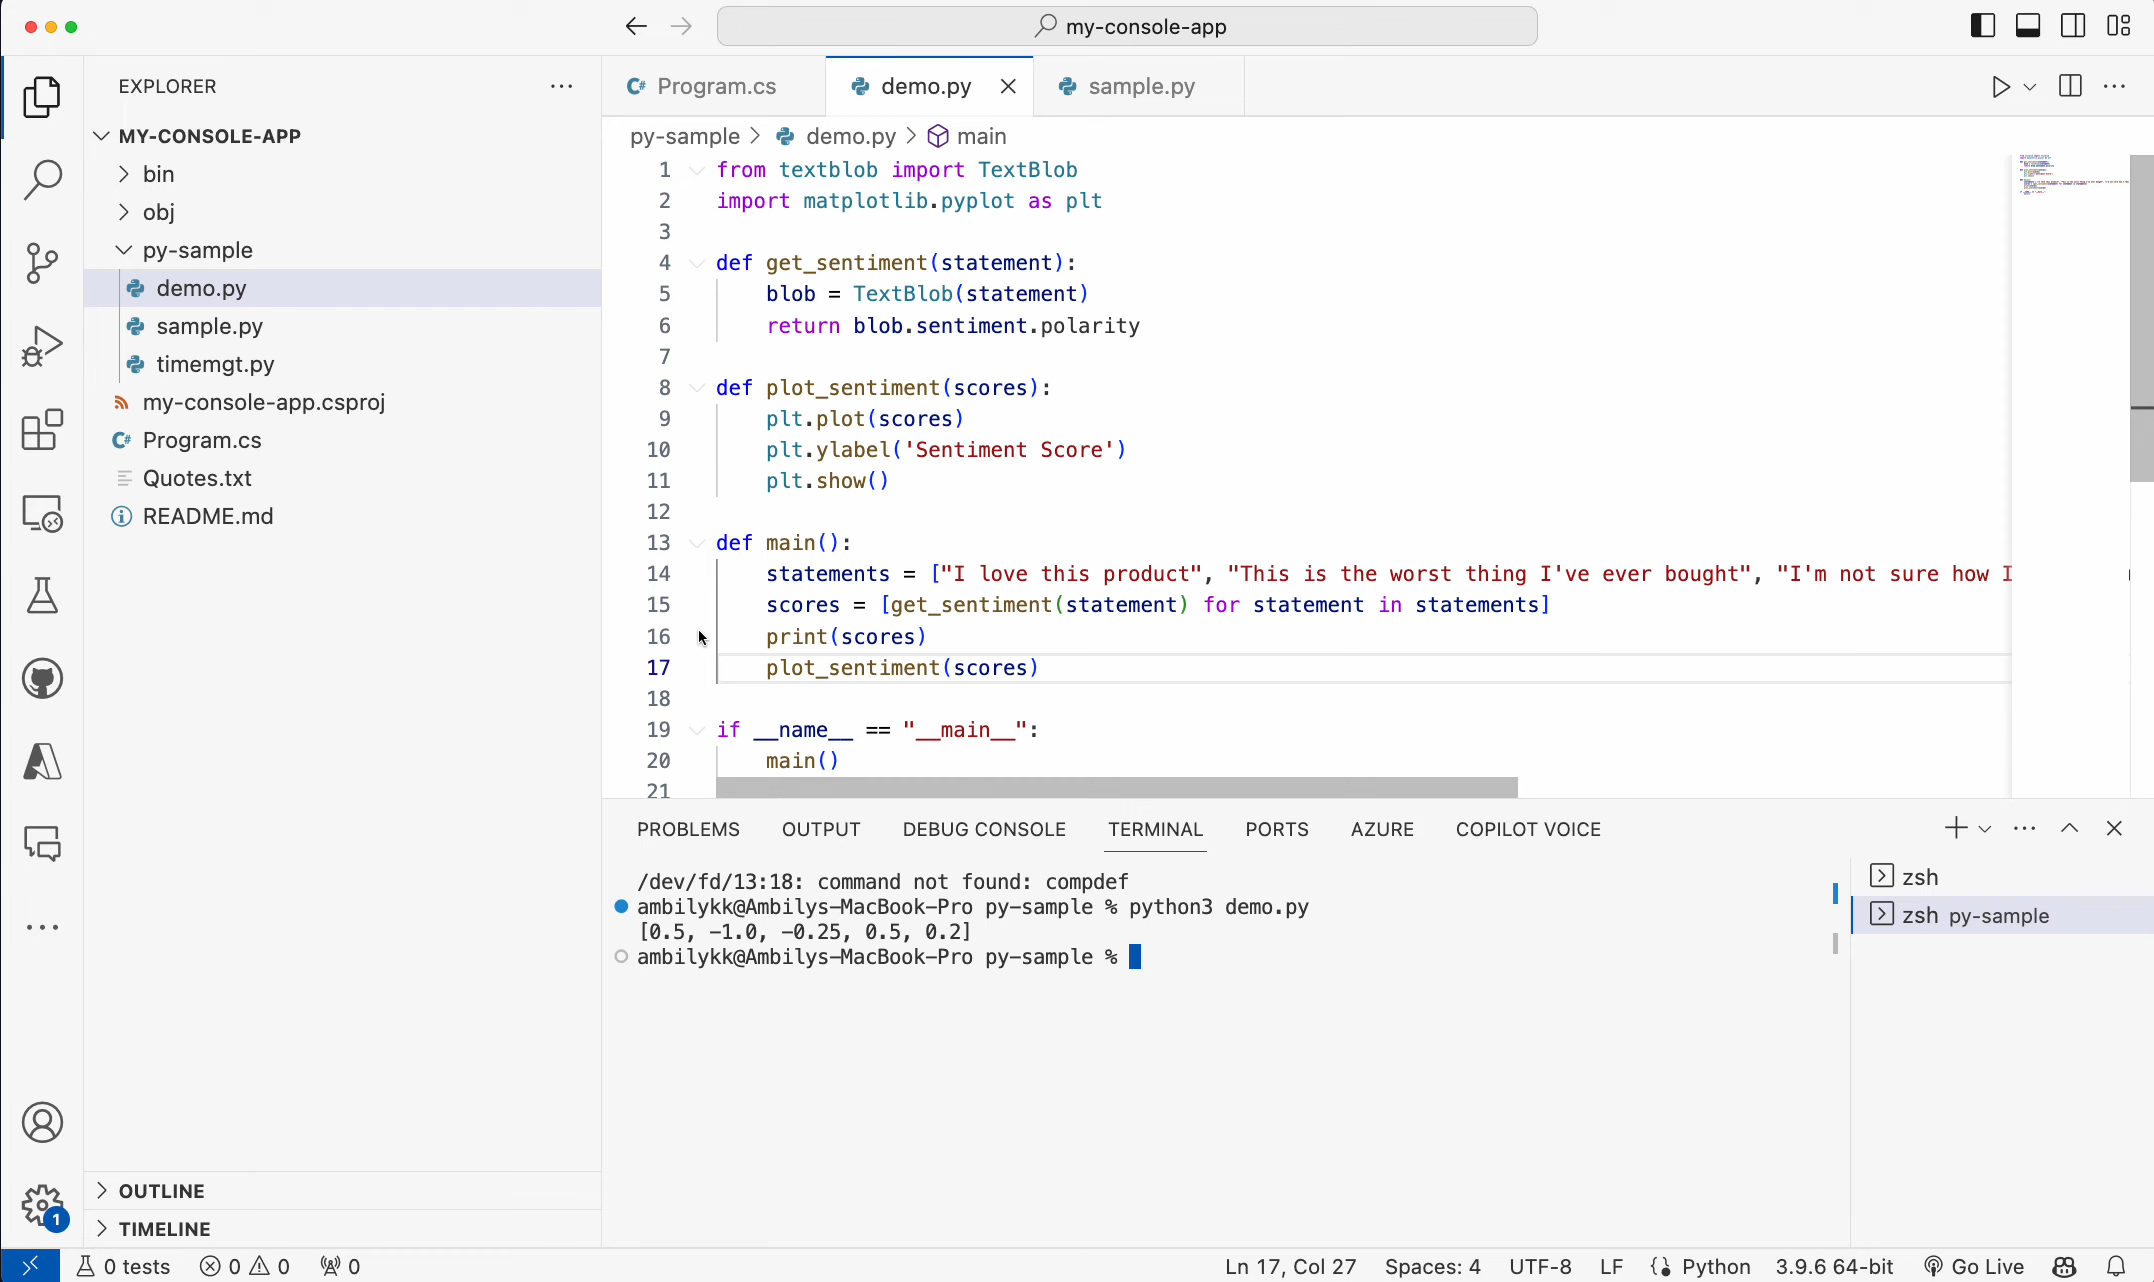 my-console-app
EXPLORER
MY-CONSOLE-APP
bin
obj
py-sample
demo.py
sample.py
timemgt.py
my-console-app.csproj
Program.cs
Quotes.txt
README.md
OUTLINE
TIMELINE
Program.cs demo.py sample.py
py-sample > demo.py > main
1 from textblob import TextBlob
2 import matplotlib.pyplot as plt
3
4 def get_sentiment(statement):
5 blob = TextBlob(statement)
6 return blob.sentiment.polarity
7
8 def plot_sentiment(scores):
9 plt.plot(scores)
10 plt.ylabel('Sentiment Score')
11 plt.show()
12
13 def main():
14 statements = ["I love this product", "This is the worst thing I've ever bought", "I'm not sure how I
15 scores = [get_sentiment(statement) for statement in statements]
16 print(scores)
17 plot_sentiment(scores)
18
19 if __name__ == "__main__":
20 main()
21
PROBLEMS OUTPUT DEBUG CONSOLE TERMINAL PORTS AZURE COPILOT VOICE
/dev/fd/13:18: command not found: compdef
ambilykk@Ambilys-MacBook-Pro py-sample % python3 demo.py
[0.5, -1.0, -0.25, 0.5, 0.2]
ambilykk@Ambilys-MacBook-Pro py-sample %
zsh
zsh py-sample
1
0 tests 0 0 0 Ln 17, Col 27 Spaces: 4 UTF-8 LF Python 3.9.6 64-bit Go Live